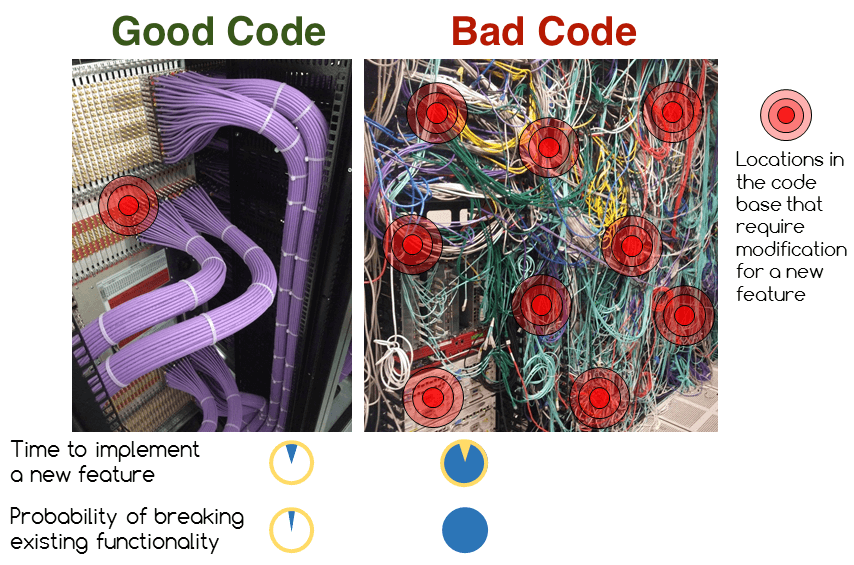 Good Code
Bad Code
Locations in
the code
base that
require
modification
for a new
feature
Time to implement
a new feature
Probability of breaking
existing functionality